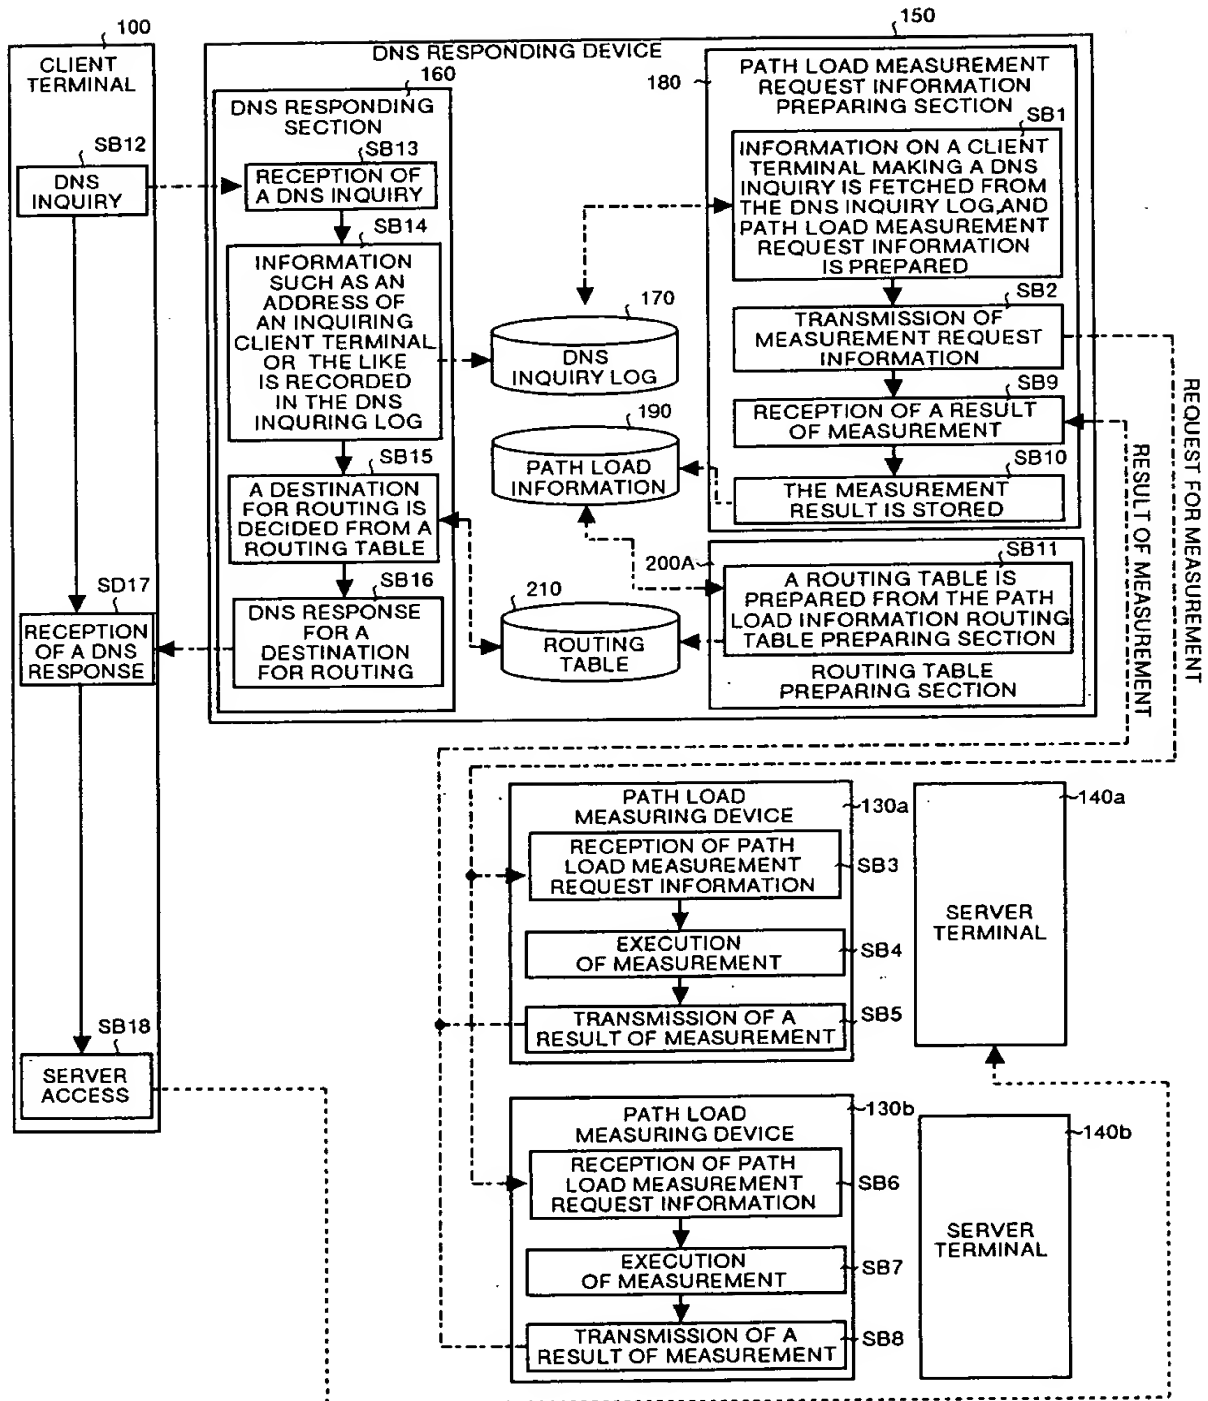 100
CLIENT
TERMINAL
SB12
DNS
INQUIRY
SD17
RECEPTION
OF A DNS
RESPONSE
SB18
SERVER
ACCESS
150
DNS RESPONDING DEVICE
160
DNS RESPONDING
SECTION
SB13
RECEPTION OF
A DNS INQUIRY
SB14
INFORMATION
SUCH AS AN
ADDRESS OF
AN INQUIRING
CLIENT TERMINAL
OR THE LIKE
IS RECORDED
IN THE DNS
INQURING LOG
SB15
A DESTINATION
FOR ROUTING IS
DECIDED FROM A
ROUTING TABLE
SB16
DNS RESPONSE
FOR A
DESTINATION
FOR ROUTING
170
DNS
INQUIRY LOG
190
PATH LOAD
INFORMATION
210
ROUTING
TABLE
180
PATH LOAD MEASUREMENT
REQUEST INFORMATION
PREPARING SECTION
SB1
INFORMATION ON A CLIENT
TERMINAL MAKING A DNS
INQUIRY IS FETCHED FROM
THE DNS INQUIRY LOG,AND
PATH LOAD MEASUREMENT
REQUEST INFORMATION
IS PREPARED
SB2
TRANSMISSION OF
MEASUREMENT REQUEST
INFORMATION
SB9
RECEPTION OF A RESULT
OF MEASUREMENT
SB10
THE MEASUREMENT
RESULT IS STORED
200A
SB11
A ROUTING TABLE IS
PREPARED FROM THE PATH
LOAD INFORMATION ROUTING
TABLE PREPARING SECTION
ROUTING TABLE
PREPARING SECTION
REQUEST FOR MEASUREMENT
RESULT OF MEASUREMENT
130a
PATH LOAD
MEASURING DEVICE
RECEPTION OF PATH
LOAD MEASUREMENT
REQUEST INFORMATION
SB3
EXECUTION
OF MEASUREMENT
SB4
TRANSMISSION OF A
RESULT OF MEASUREMENT
SB5
140a
SERVER
TERMINAL
130b
PATH LOAD
MEASURING DEVICE
RECEPTION OF PATH
LOAD MEASUREMENT
REQUEST INFORMATION
SB6
EXECUTION
OF MEASUREMENT
SB7
TRANSMISSION OF A
RESULT OF MEASUREMENT
SB8
140b
SERVER
TERMINAL